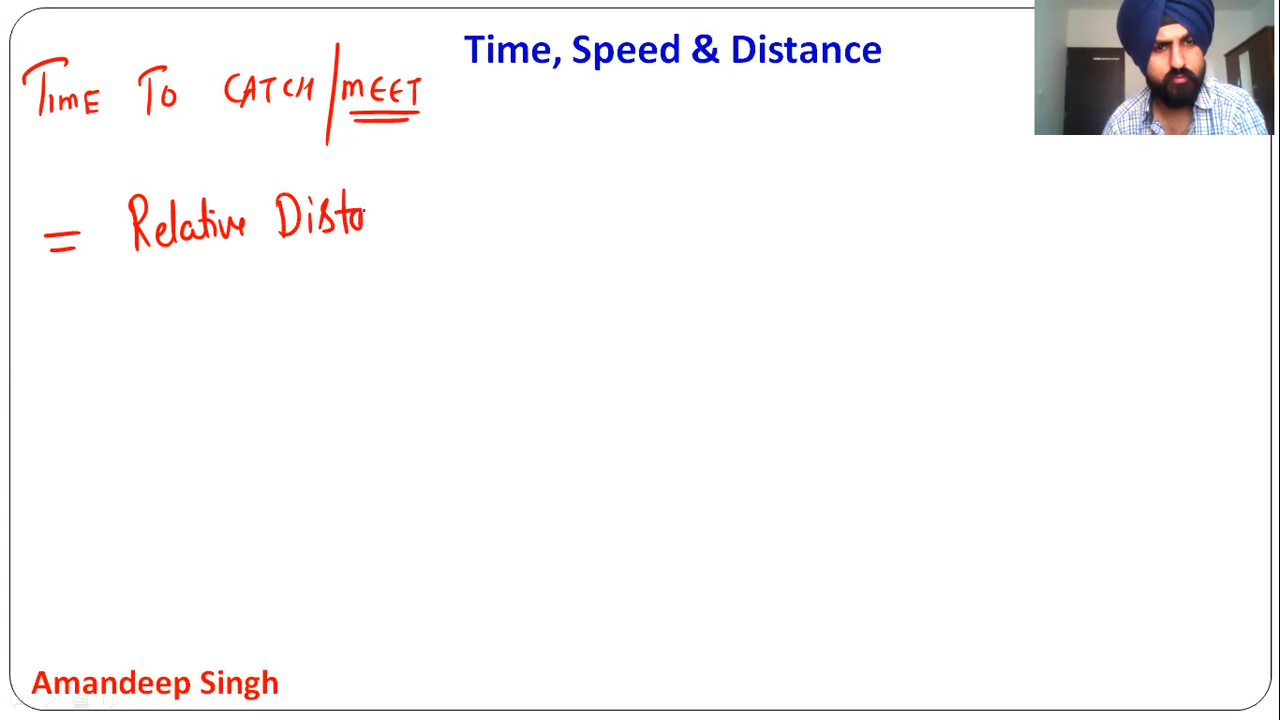 Time, Speed & Distance
TIME TO CATCH/MEET
= Relative Dista
Amandeep Singh